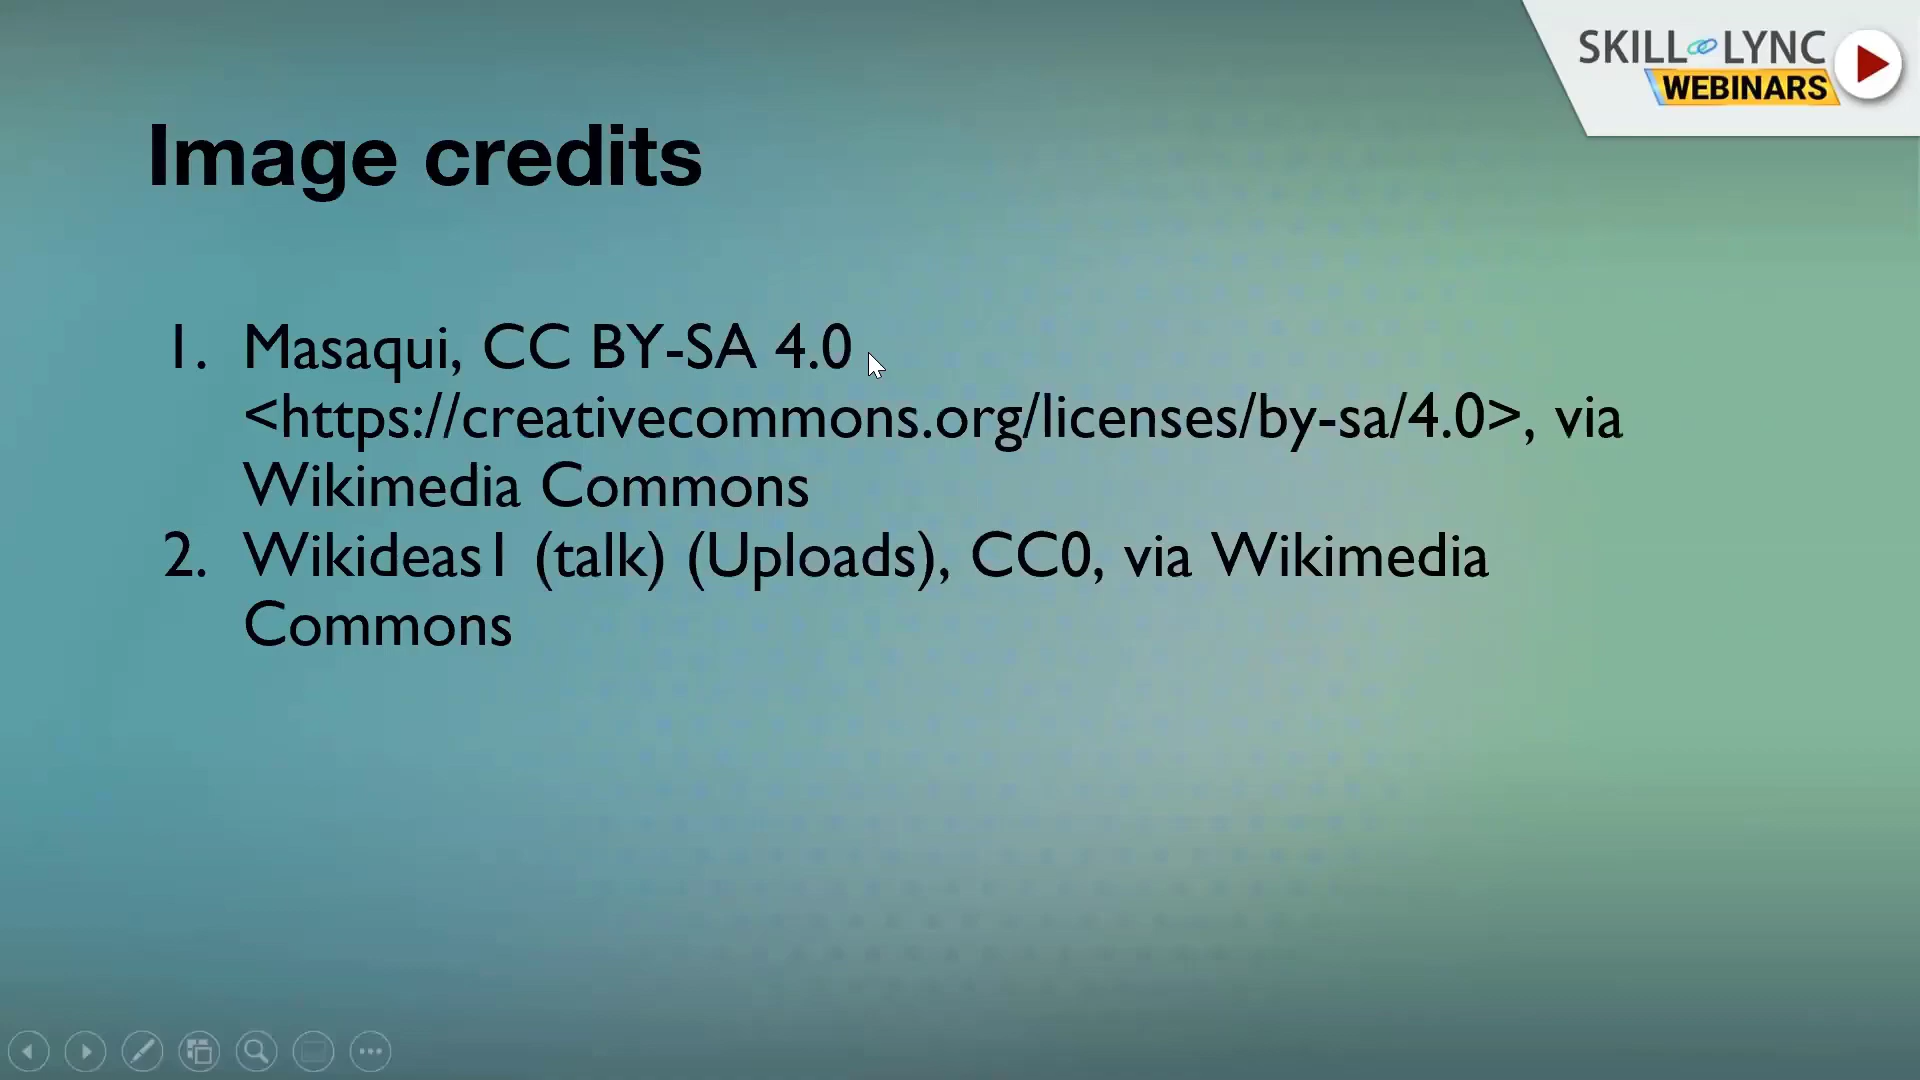 SKILL LYNC
WEBINARS
Image credits
1. Masaqui, CC BY-SA 4.0
<https://creativecommons.org/licenses/by-sa/4.0>, via
Wikimedia Commons
2. Wikideas1 (talk) (Uploads), CC0, via Wikimedia
Commons